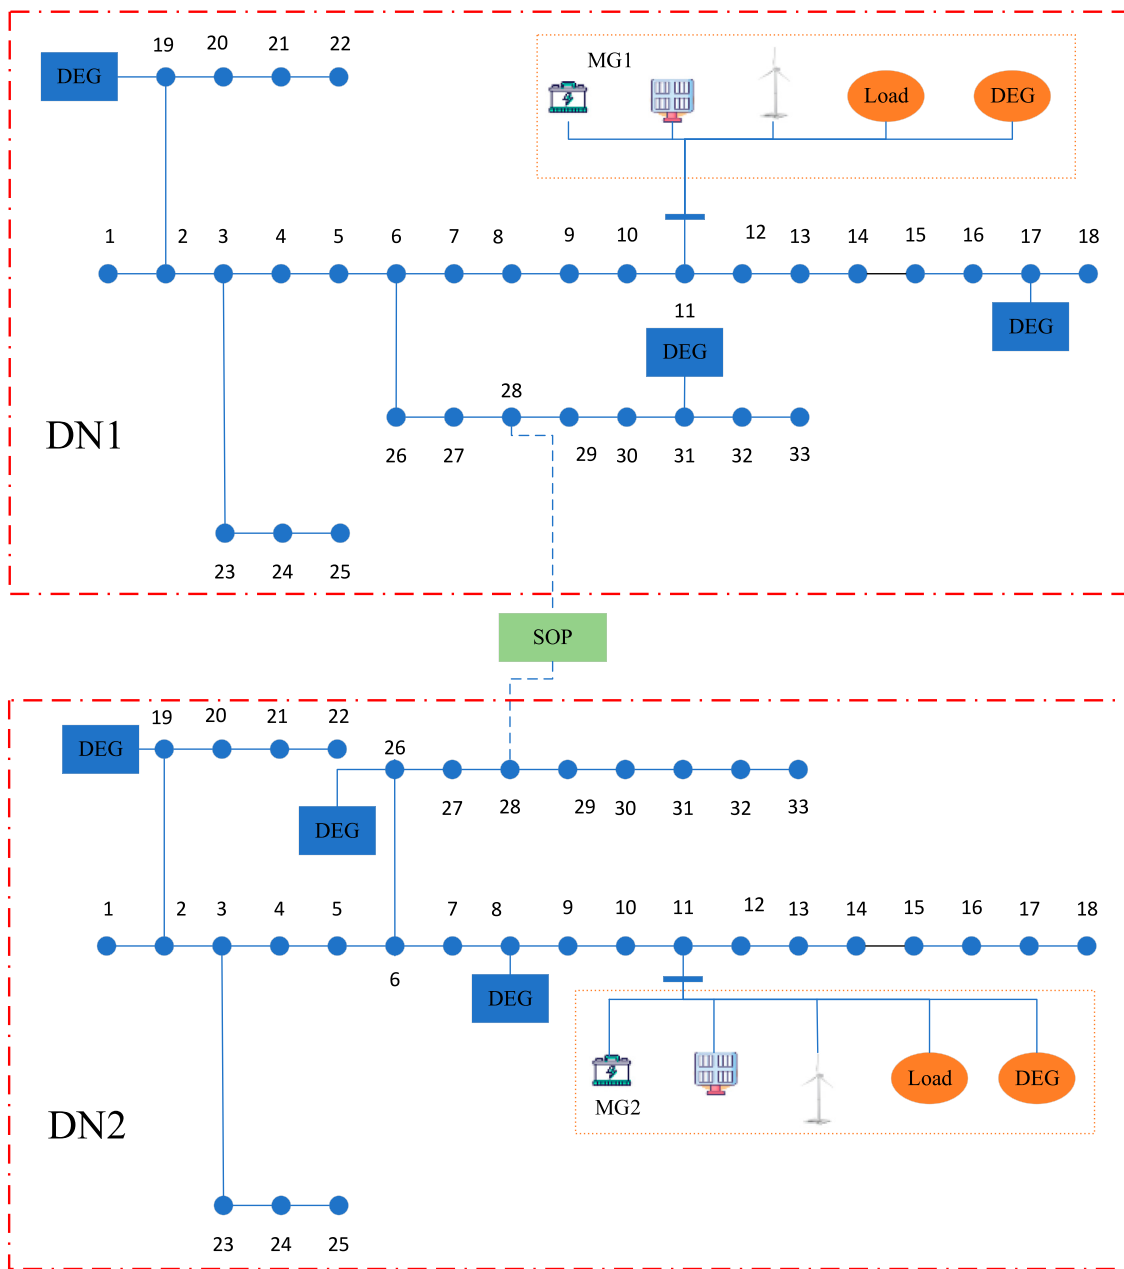 19 20 21 22
DEG
MG1
Load DEG
1 2 3 4 5 6 7 8 9 10 12 13 14 15 16 17 18
11
DEG
DEG
28
DN1
26 27 29 30 31 32 33
23 24 25
SOP
19 20 21 22
DEG
26
27 28 29 30 31 32 33
DEG
1 2 3 4 5 7 8 9 10 11 12 13 14 15 16 17 18
6
DEG
Load DEG
MG2
DN2
23 24 25